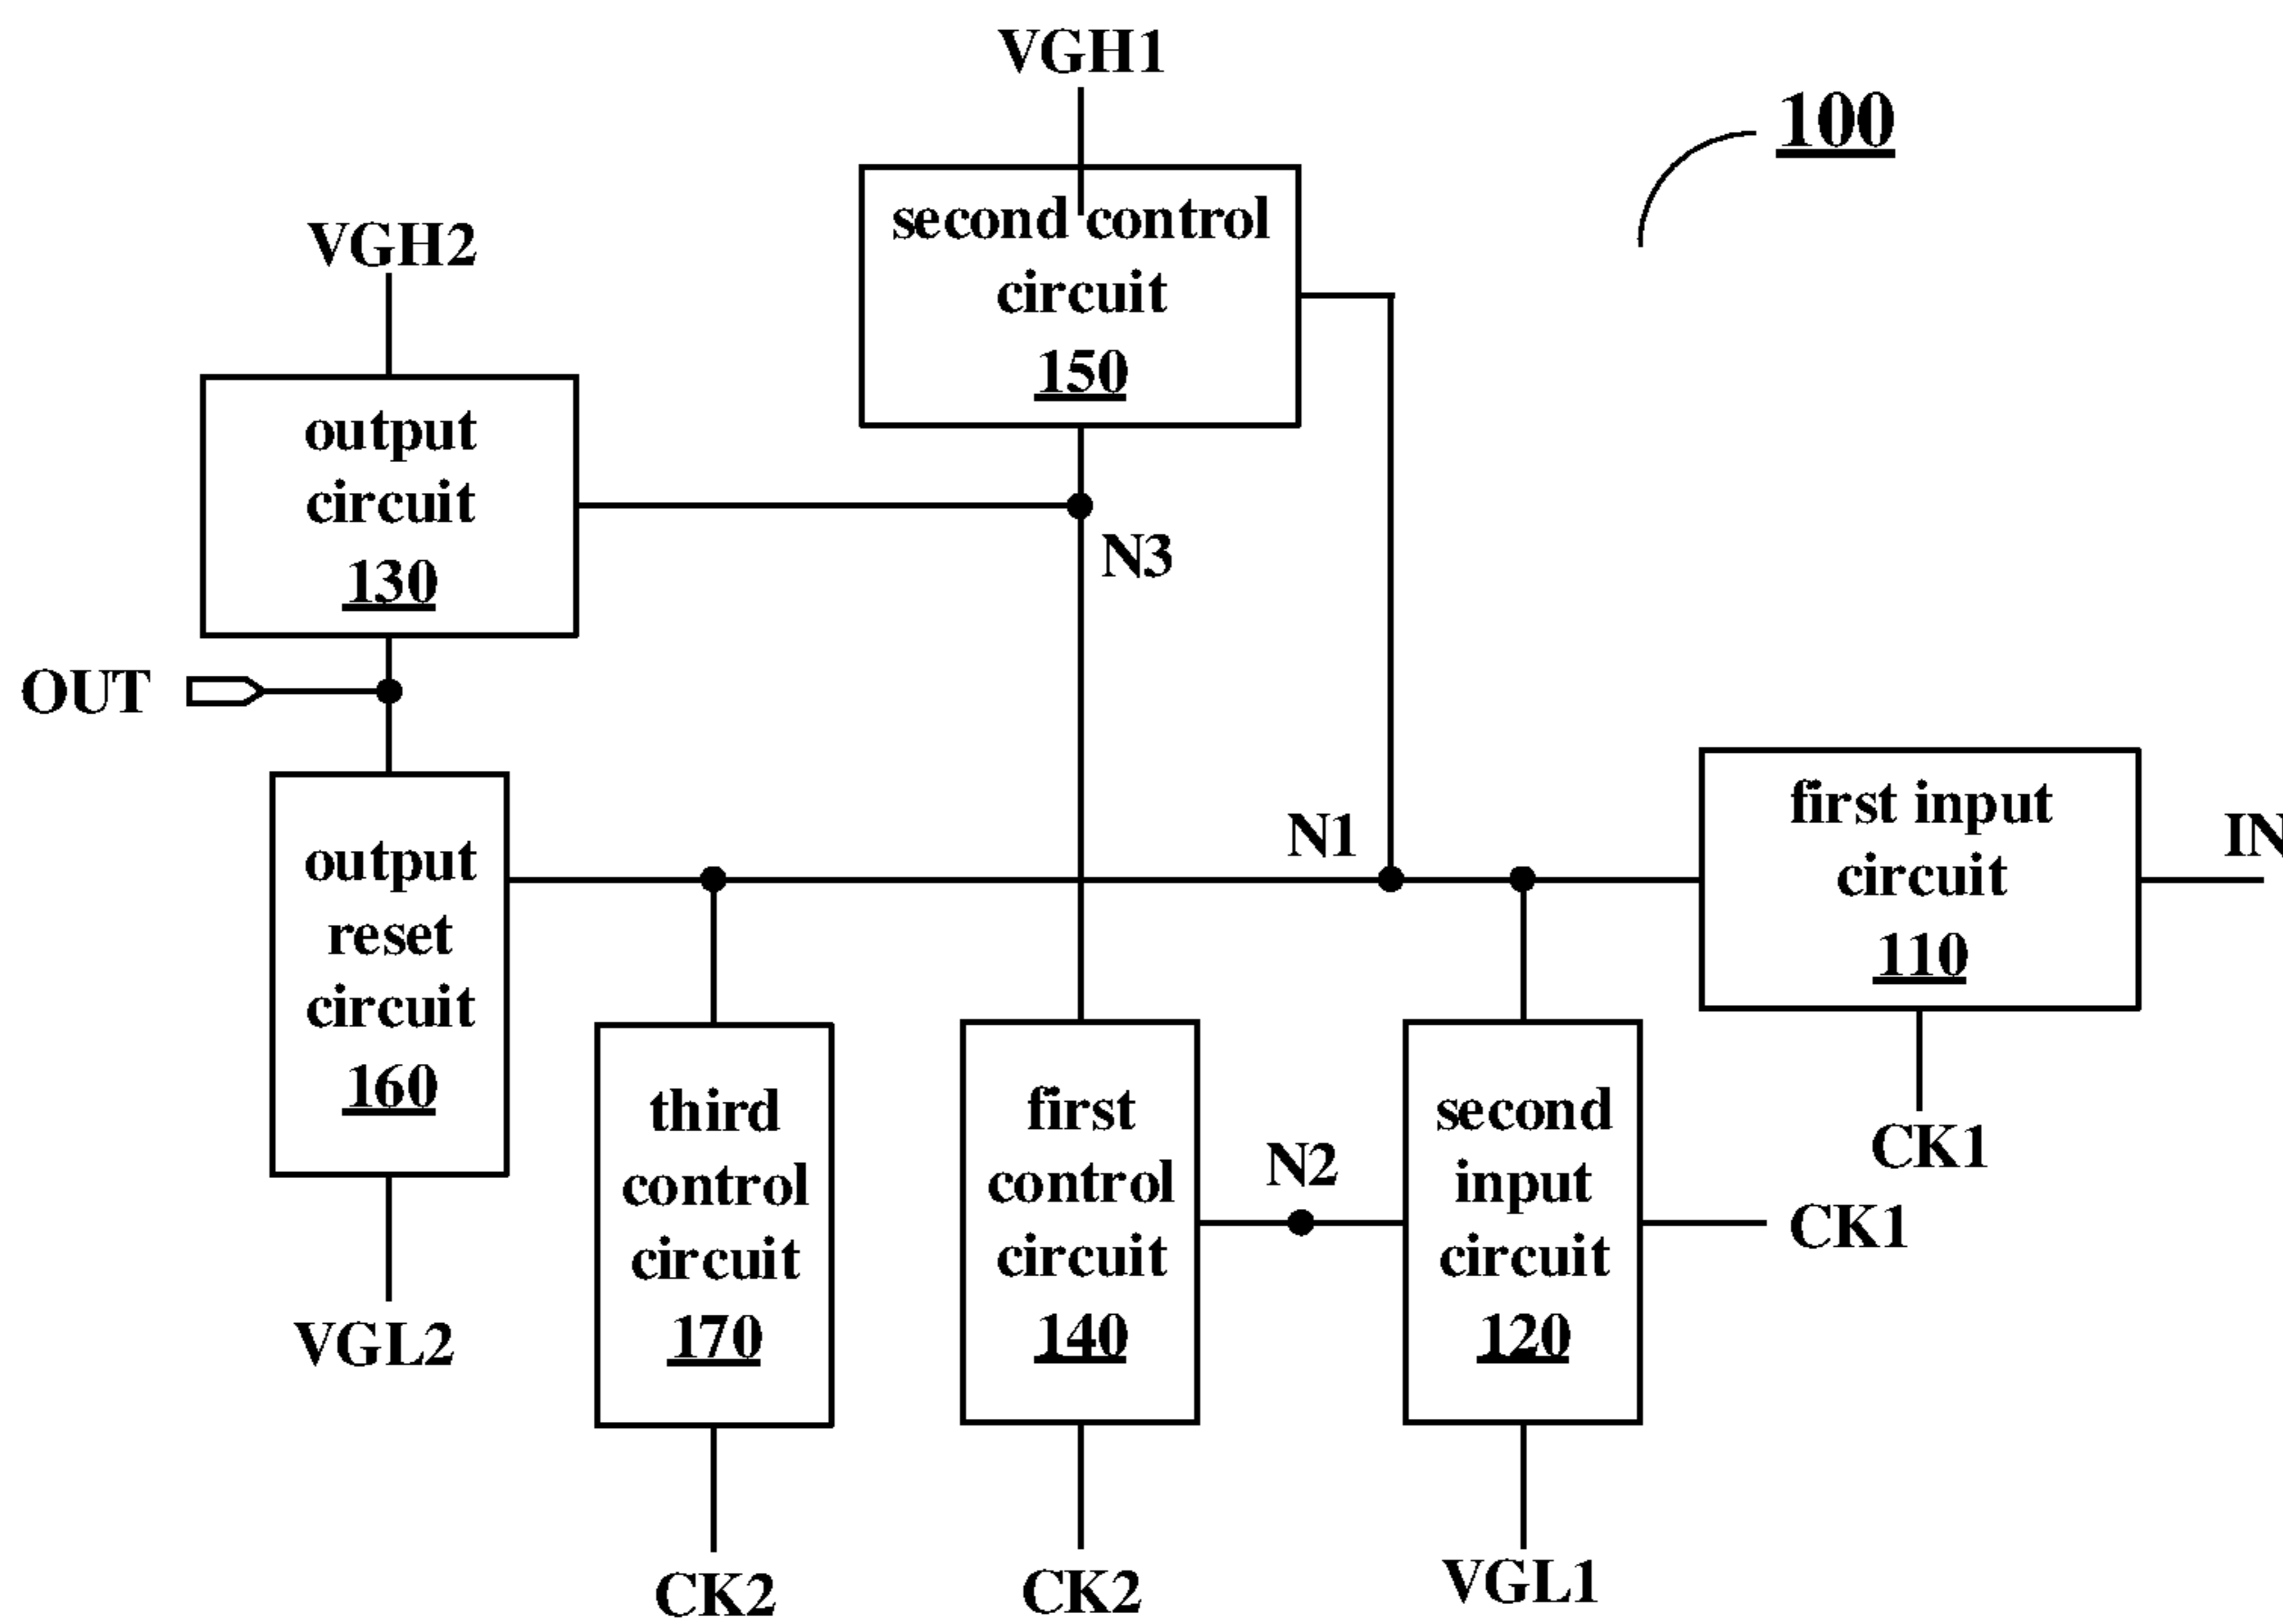 VGH1
100
second control
circuit
150
VGH2
output
circuit
130
N3
OUT
first input
circuit
110
IN
N1
output
reset
circuit
160
third
control
circuit
170
first
control
circuit
140
N2
second
input
circuit
120
CK1
CK1
VGL2
CK2
CK2
VGL1